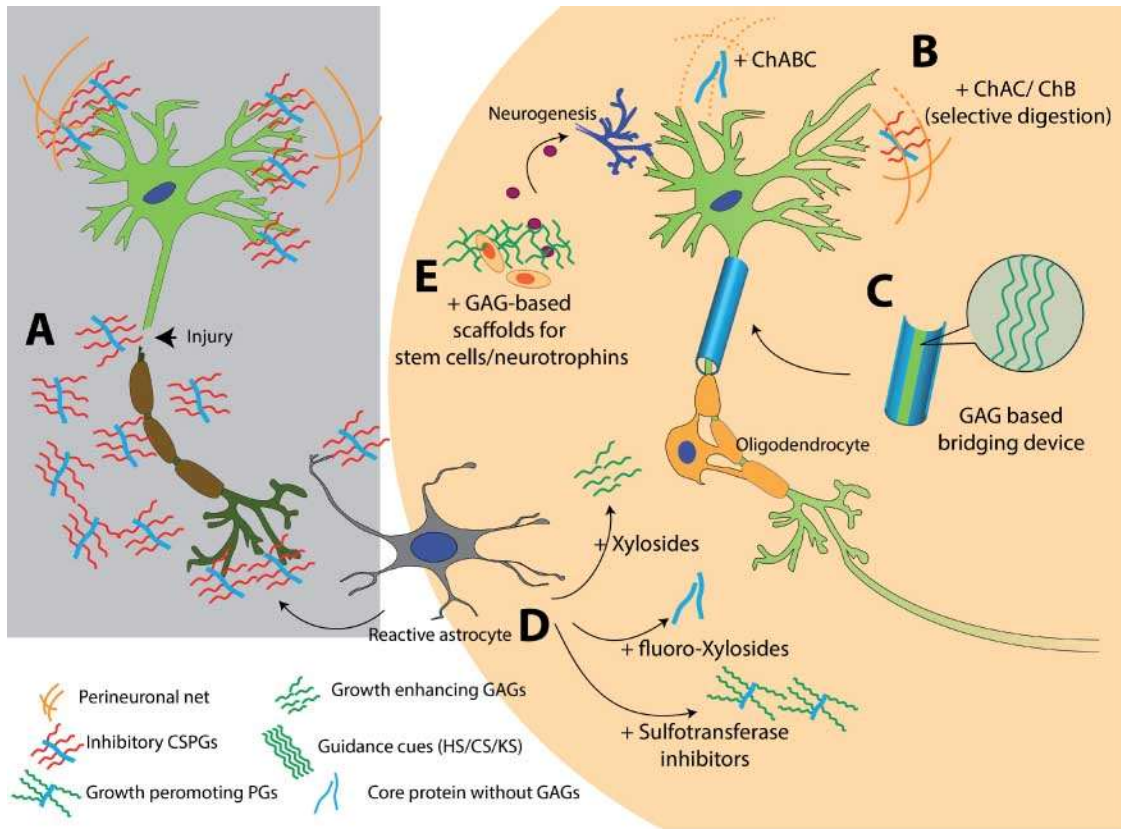 + ChABC
B
+ ChAC/ ChB
(selective digestion)
Neurogenesis
E
+ GAG-based
scaffolds for
stem cells/neurotrophins
C
GAG based
bridging device
A
Injury
Oligodendrocyte
+ Xylosides
Reactive astrocyte
D
+ fluoro-Xylosides
+ Sulfotransferase
inhibitors
Perineuronal net
Growth enhancing GAGs
Inhibitory CSPGs
Guidance cues (HS/CS/KS)
Growth peromoting PGs
Core protein without GAGs